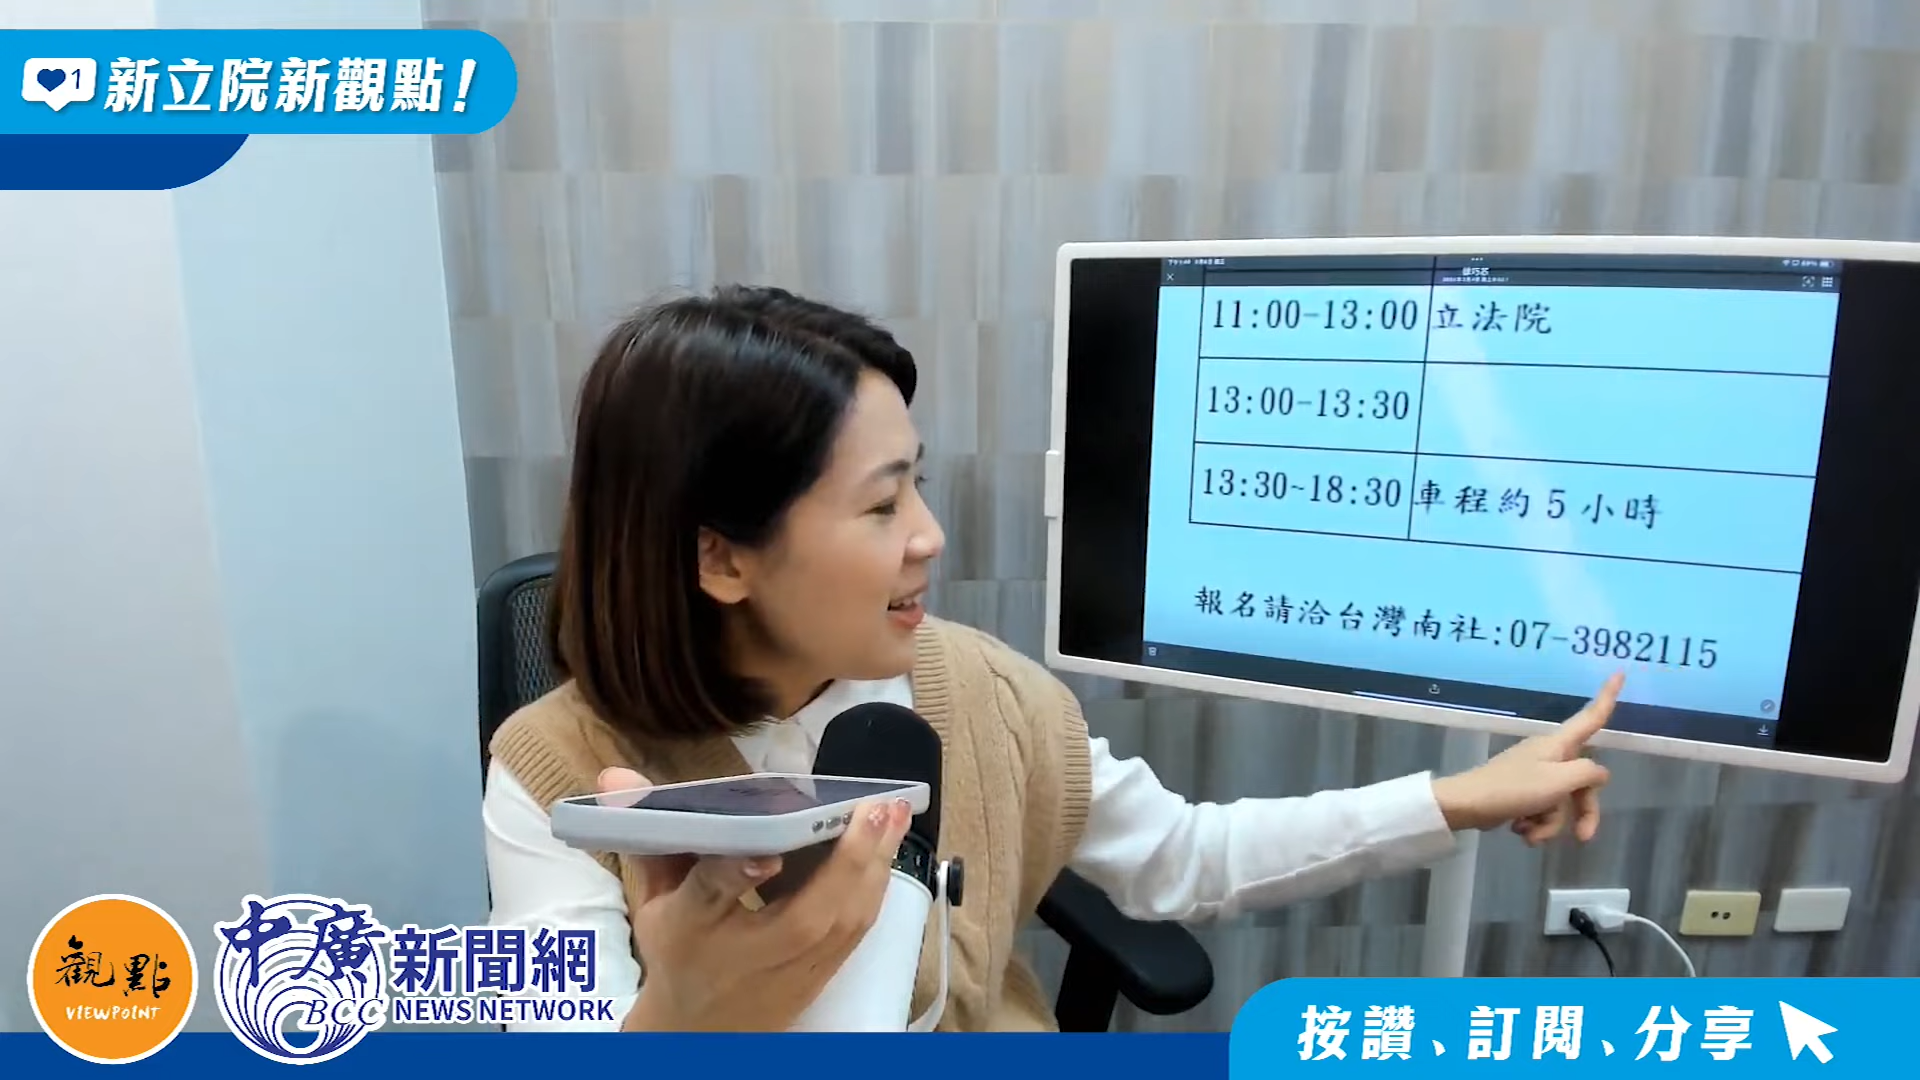 1
新立院新觀點!
11:00-13:00 立法院
13:00-13:30
13:30~18:30 車程約 5 小時
報名請洽台灣南社:07-3982115
觀點
VIEWPOINT
中廣
BCC
新聞網
NEWS NETWORK
按讚、訂閱、分享